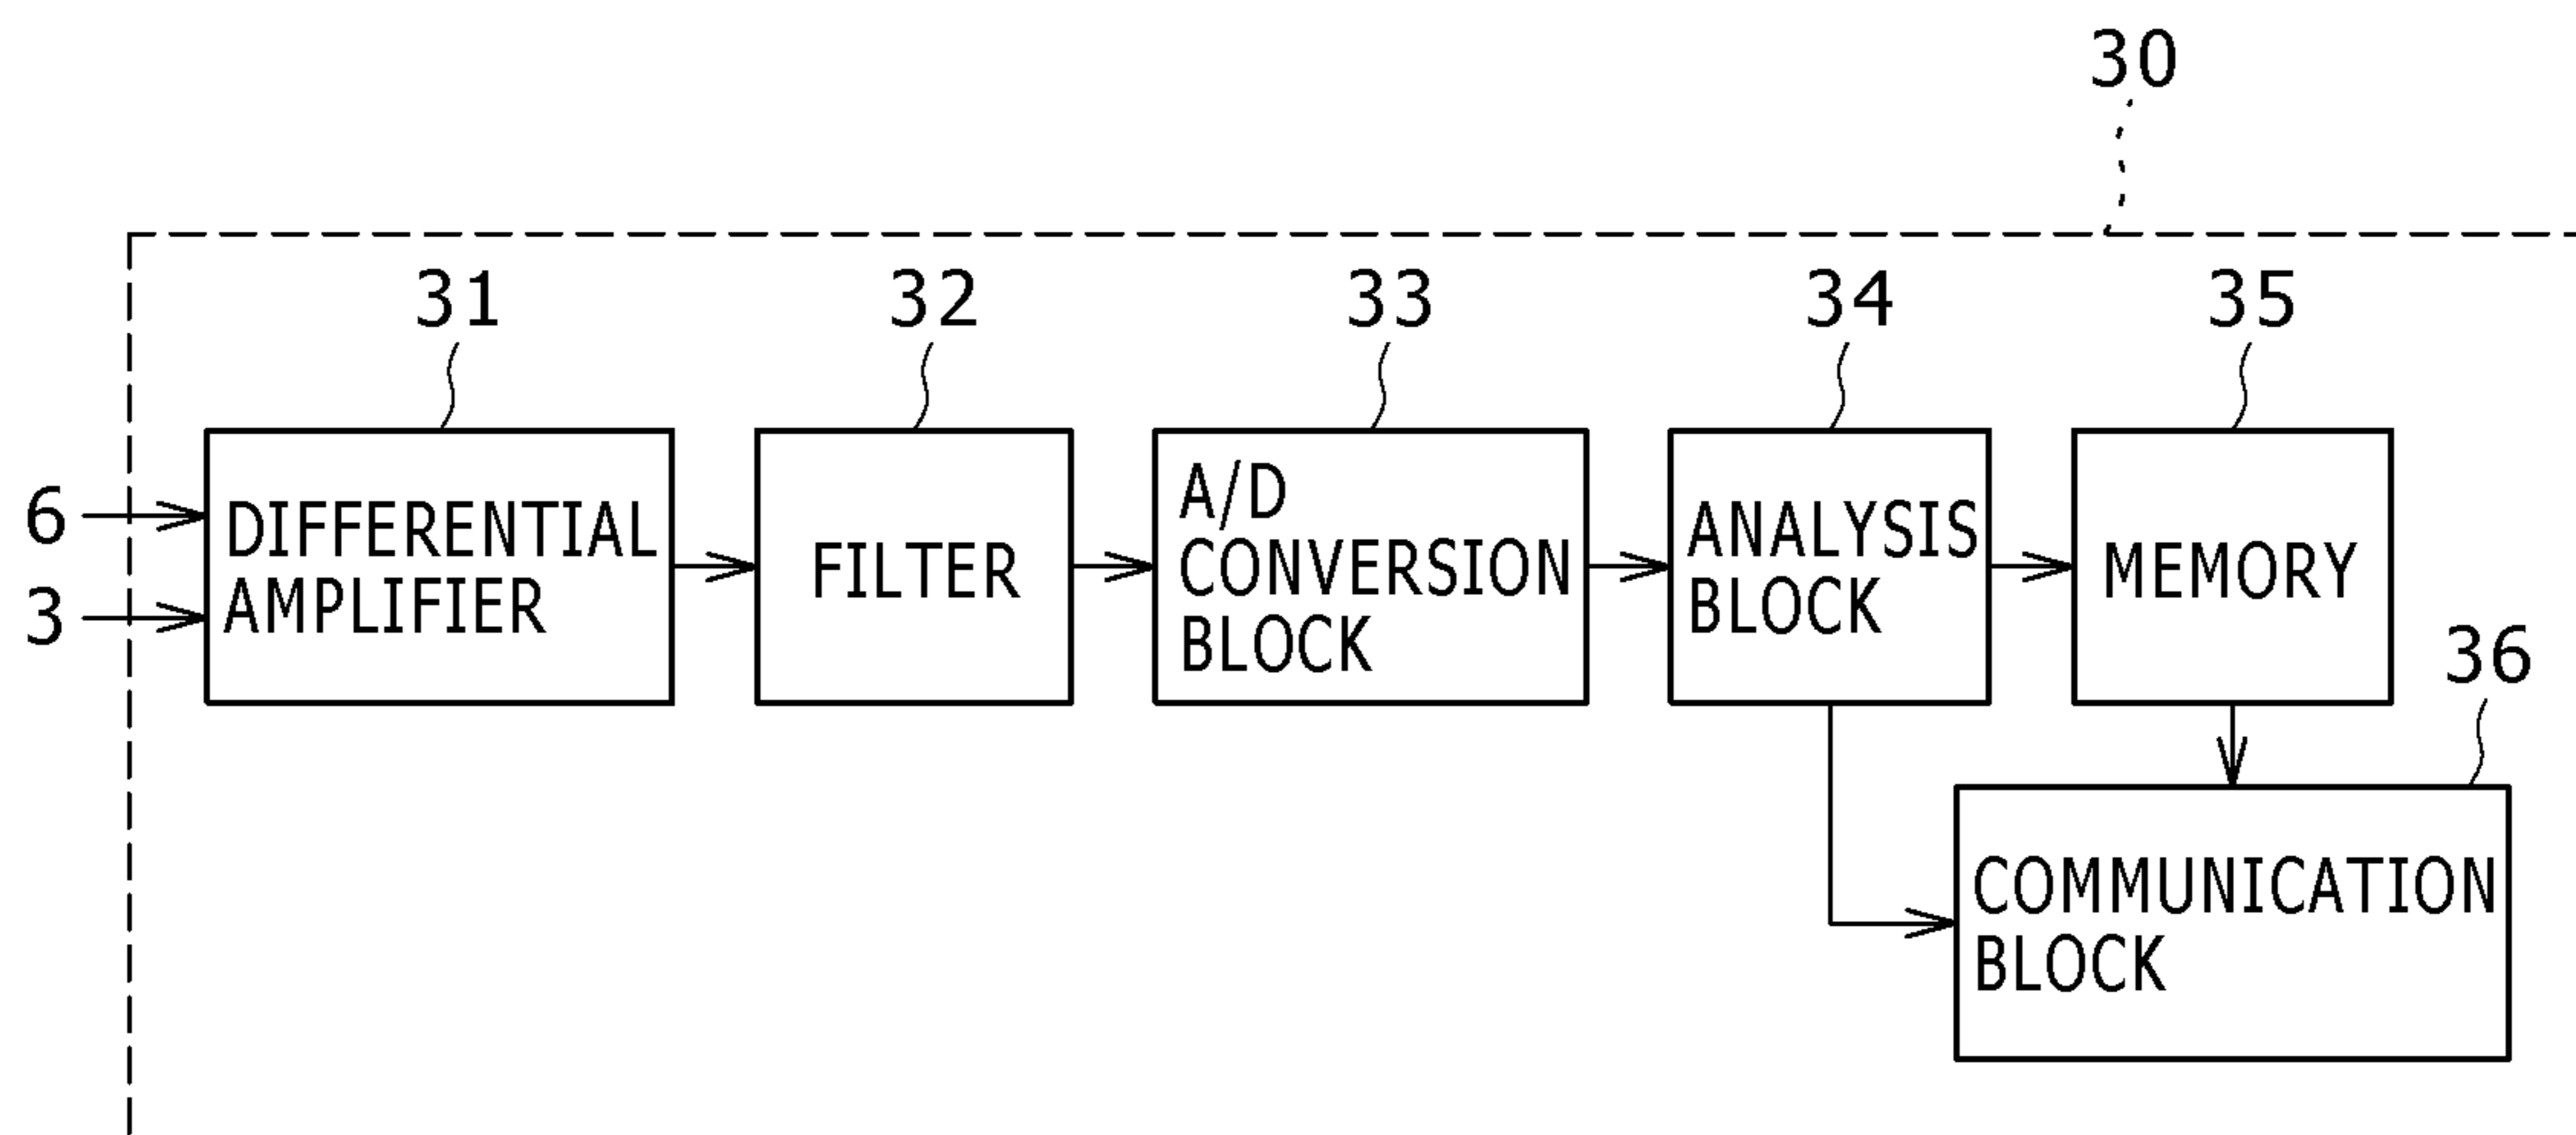 30
31
32
33
34
35
6
3
DIFFERENTIAL
AMPLIFIER
FILTER
A/D
CONVERSION
BLOCK
ANALYSIS
BLOCK
MEMORY
36
COMMUNICATION
BLOCK